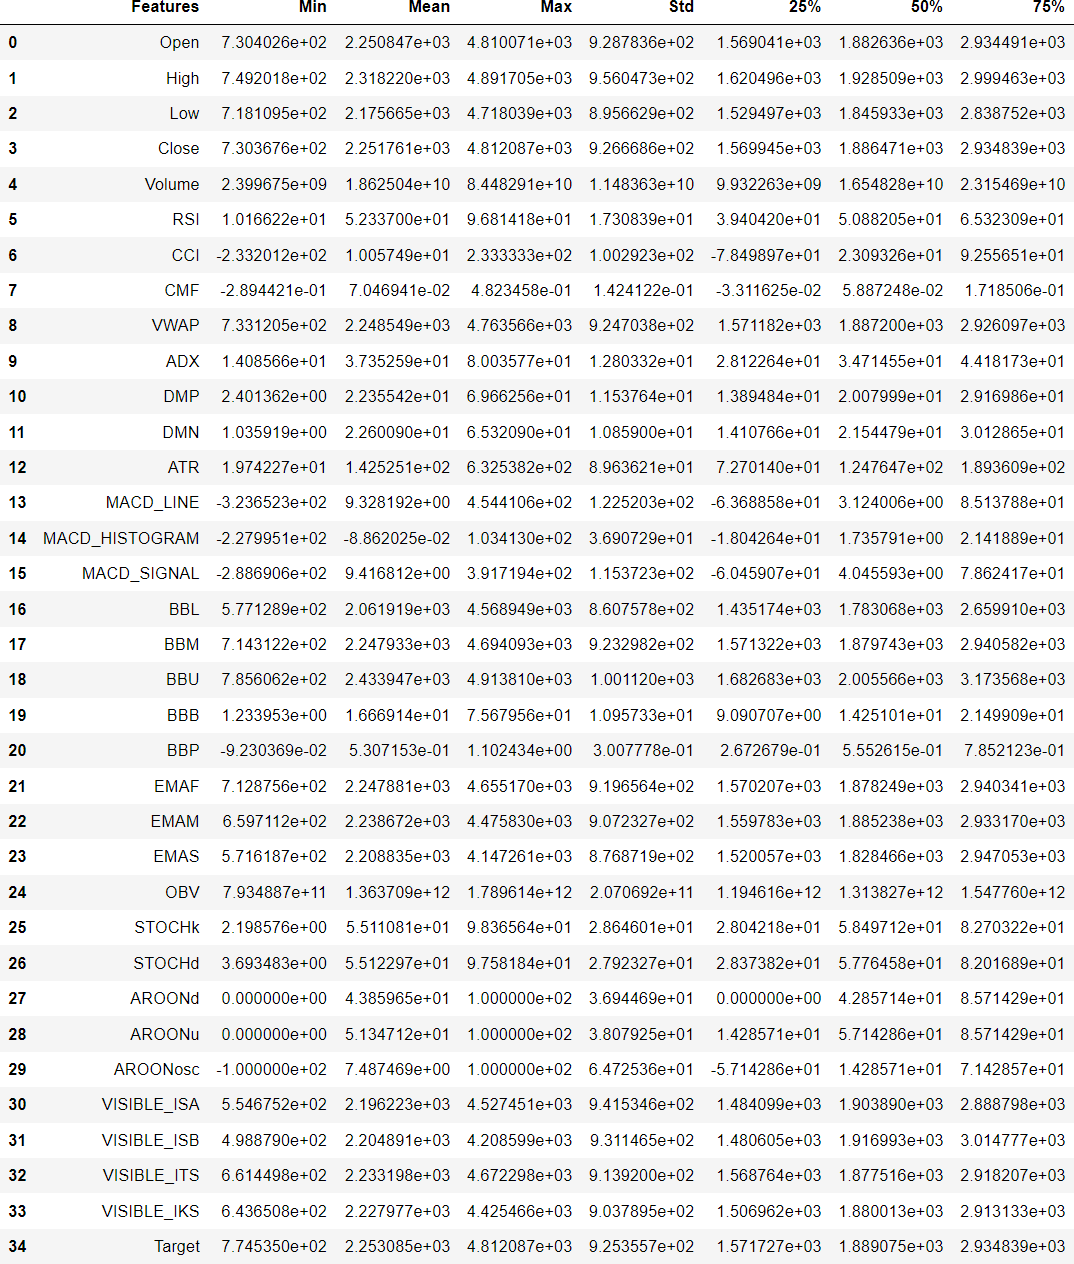 Features Min Mean Max Std 25% 50% 75%
0 Open 7.304026e+02 2.250847e+03 4.810071e+03 9.287836e+02 1.569041e+03 1.882636e+03 2.934491e+03
1 High 7.492018e+02 2.318220e+03 4.891705e+03 9.560473e+02 1.620496e+03 1.928509e+03 2.999463e+03
2 Low 7.181095e+02 2.175665e+03 4.718039e+03 8.956629e+02 1.529497e+03 1.845933e+03 2.838752e+03
3 Close 7.303676e+02 2.251761e+03 4.812087e+03 9.266686e+02 1.569945e+03 1.886471e+03 2.934839e+03
4 Volume 2.399675e+09 1.862504e+10 8.448291e+10 1.148363e+10 9.932263e+09 1.654828e+10 2.315469e+10
5 RSI 1.016622e+01 5.233700e+01 9.681418e+01 1.730839e+01 3.940420e+01 5.088205e+01 6.532309e+01
6 CCI -2.332012e+02 1.005749e+01 2.333333e+02 1.002923e+02 -7.849897e+01 2.309326e+01 9.255651e+01
7 CMF -2.894421e-01 7.046941e-02 4.823458e-01 1.424122e-01 -3.311625e-02 5.887248e-02 1.718506e-01
8 VWAP 7.331205e+02 2.248549e+03 4.763566e+03 9.247038e+02 1.571182e+03 1.887200e+03 2.926097e+03
9 ADX 1.408566e+01 3.735259e+01 8.003577e+01 1.280332e+01 2.812264e+01 3.471455e+01 4.418173e+01
10 DMP 2.401362e+00 2.235542e+01 6.966256e+01 1.153764e+01 1.389484e+01 2.007999e+01 2.916986e+01
11 DMN 1.035919e+00 2.260090e+01 6.532090e+01 1.085900e+01 1.410766e+01 2.154479e+01 3.012865e+01
12 ATR 1.974227e+01 1.425251e+02 6.325382e+02 8.963621e+01 7.270140e+01 1.247647e+02 1.893609e+02
13 MACD_LINE -3.236523e+02 9.328192e+00 4.544106e+02 1.225203e+02 -6.368858e+01 3.124006e+00 8.513788e+01
14 MACD_HISTOGRAM -2.279951e+02 -8.862025e-02 1.034130e+02 3.690729e+01 -1.804264e+01 1.735791e+00 2.141889e+01
15 MACD_SIGNAL -2.886906e+02 9.416812e+00 3.917194e+02 1.153723e+02 -6.045907e+01 4.045593e+00 7.862417e+01
16 BBL 5.771289e+02 2.061919e+03 4.568949e+03 8.607578e+02 1.435174e+03 1.783068e+03 2.659910e+03
17 BBM 7.143122e+02 2.247933e+03 4.694093e+03 9.232982e+02 1.571322e+03 1.879743e+03 2.940582e+03
18 BBU 7.856062e+02 2.433947e+03 4.913810e+03 1.001120e+03 1.682683e+03 2.005566e+03 3.173568e+03
19 BBB 1.233953e+00 1.666914e+01 7.567956e+01 1.095733e+01 9.090707e+00 1.425101e+01 2.149909e+01
20 BBP -9.230369e-02 5.307153e-01 1.102434e+00 3.007778e-01 2.672679e-01 5.552615e-01 7.852123e-01
21 EMAF 7.128756e+02 2.247881e+03 4.655170e+03 9.196564e+02 1.570207e+03 1.878249e+03 2.940341e+03
22 EMAM 6.597112e+02 2.238672e+03 4.475830e+03 9.072327e+02 1.559783e+03 1.885238e+03 2.933170e+03
23 EMAS 5.716187e+02 2.208835e+03 4.147261e+03 8.768719e+02 1.520057e+03 1.828466e+03 2.947053e+03
24 OBV 7.934887e+11 1.363709e+12 1.789614e+12 2.070692e+11 1.194616e+12 1.313827e+12 1.547760e+12
25 STOCHk 2.198576e+00 5.511081e+01 9.836564e+01 2.864601e+01 2.804218e+01 5.849712e+01 8.270322e+01
26 STOCHd 3.693483e+00 5.512297e+01 9.758184e+01 2.792327e+01 2.837382e+01 5.776458e+01 8.201689e+01
27 AROONd 0.000000e+00 4.385965e+01 1.000000e+02 3.694469e+01 0.000000e+00 4.285714e+01 8.571429e+01
28 AROONu 0.000000e+00 5.134712e+01 1.000000e+02 3.807925e+01 1.428571e+01 5.714286e+01 8.571429e+01
29 AROONosc -1.000000e+02 7.487469e+00 1.000000e+02 6.472536e+01 -5.714286e+01 1.428571e+01 7.142857e+01
30 VISIBLE_ISA 5.546752e+02 2.196223e+03 4.527451e+03 9.415346e+02 1.484099e+03 1.903890e+03 2.888798e+03
31 VISIBLE_ISB 4.988790e+02 2.204891e+03 4.208599e+03 9.311465e+02 1.480605e+03 1.916993e+03 3.014777e+03
32 VISIBLE_ITS 6.614498e+02 2.233198e+03 4.672298e+03 9.139200e+02 1.568764e+03 1.877516e+03 2.918207e+03
33 VISIBLE_IKS 6.436508e+02 2.227977e+03 4.425466e+03 9.037895e+02 1.506962e+03 1.880013e+03 2.913133e+03
34 Target 7.745350e+02 2.253085e+03 4.812087e+03 9.253557e+02 1.571727e+03 1.889075e+03 2.934839e+03